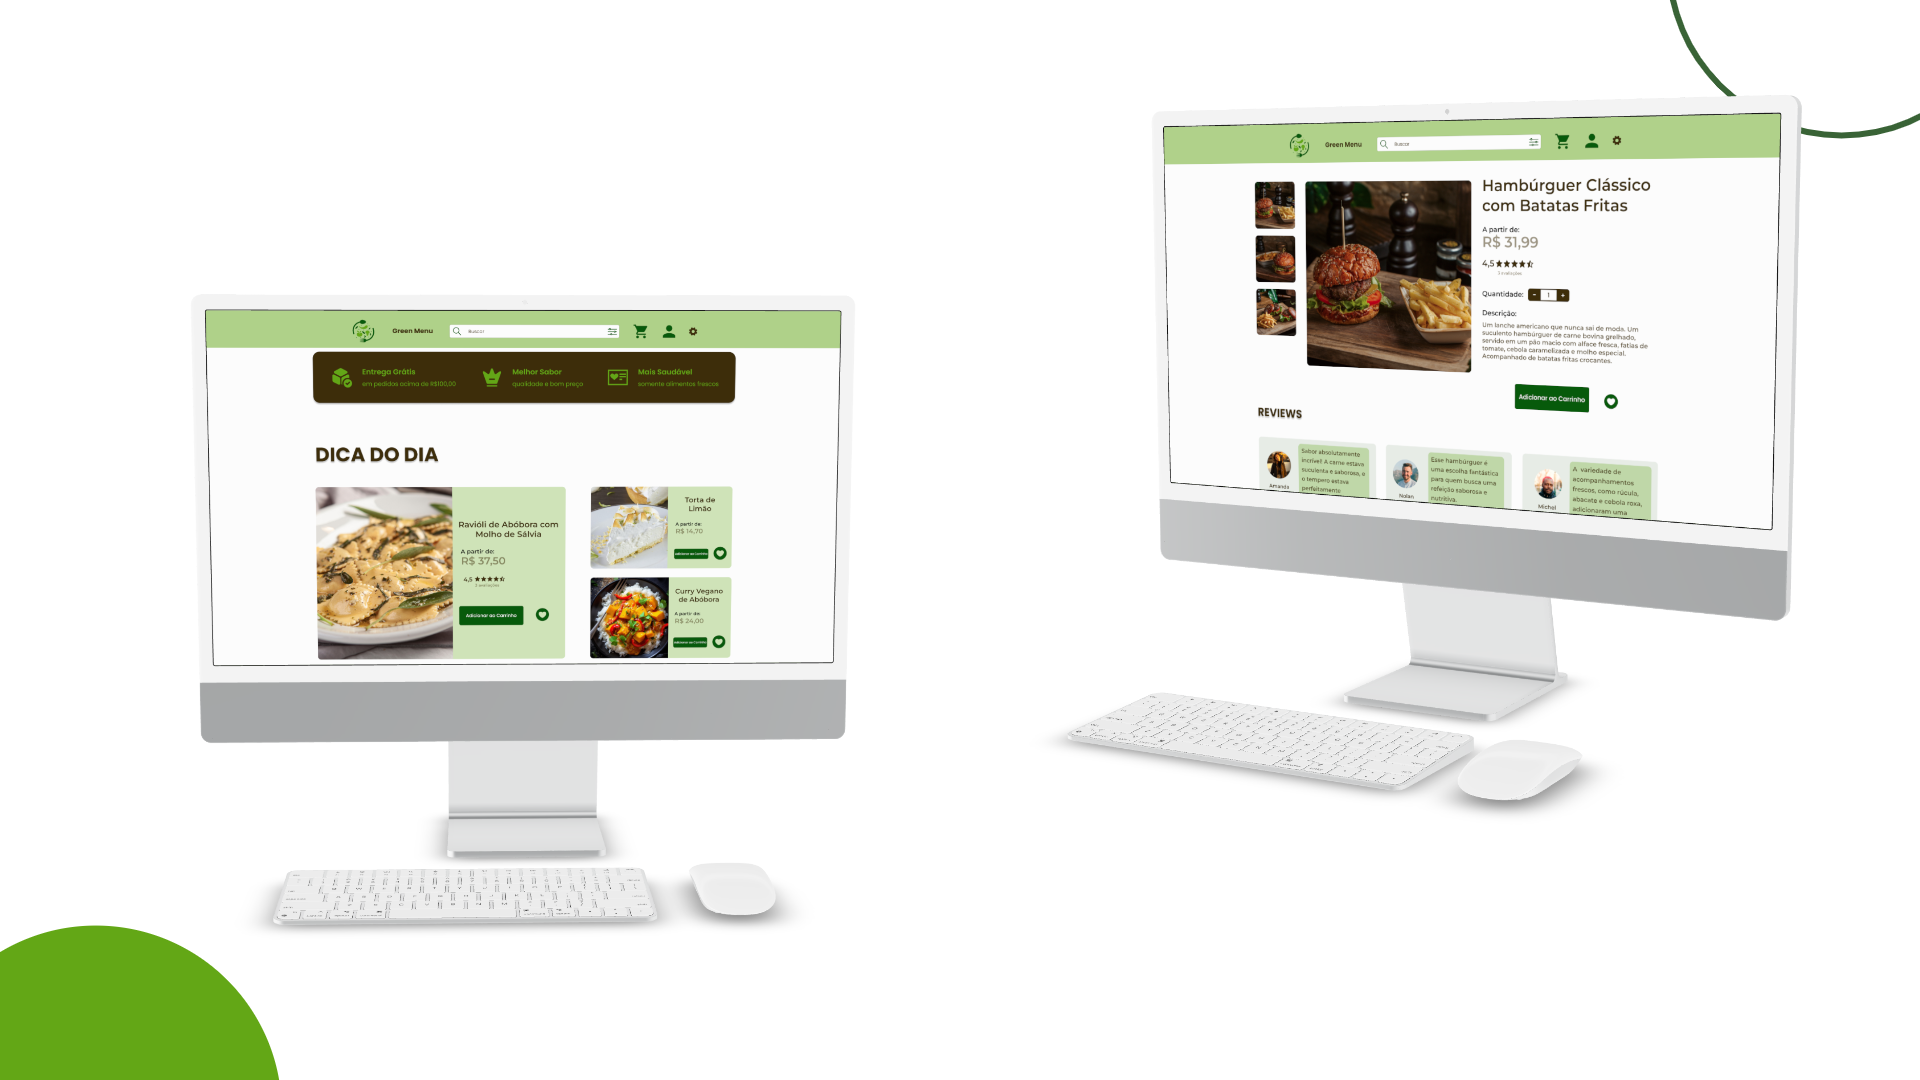 Green Menu
Buscar
Entrega Grátis
em pedidos acima de R$100,00
Melhor Sabor
qualidade e bom preço
Mais Saudável
somente alimentos frescos
DICA DO DIA
Ravióli de Abóbora com
Molho de Sálvia
A partir de:
R$ 37,50
4,5
Adicionar ao Carrinho
Torta de
Limão
A partir de:
R$ 14,70
Adicionar ao Carrinho
Curry Vegano
de Abóbora
A partir de:
R$ 24,00
Adicionar ao Carrinho
Green Menu
Buscar
Hambúrguer Clássico
com Batatas Fritas
A partir de:
R$ 31,99
4,5
Quantidade: - 1 +
Descrição:
Um lanche americano que nunca sai de moda. Um
suculento hambúrguer de carne bovina grelhado,
servido em um pão macio com alface fresca, fatias de
tomate, cebola caramelizada e molho especial.
Acompanhado de batatas fritas crocantes.
Adicionar ao Carrinho
REVIEWS
Sabor absolutamente
incrível! A carne estava
suculenta e saborosa, e
o tempero estava
perfeitamente
Amanda
Esse hambúrguer é
uma escolha fantástica
para quem busca uma
refeição saborosa e
nutritiva.
Nolan
A variedade de
acompanhamentos
frescos, como rúcula,
abacate e cebola roxa,
adicionaram uma
Michel